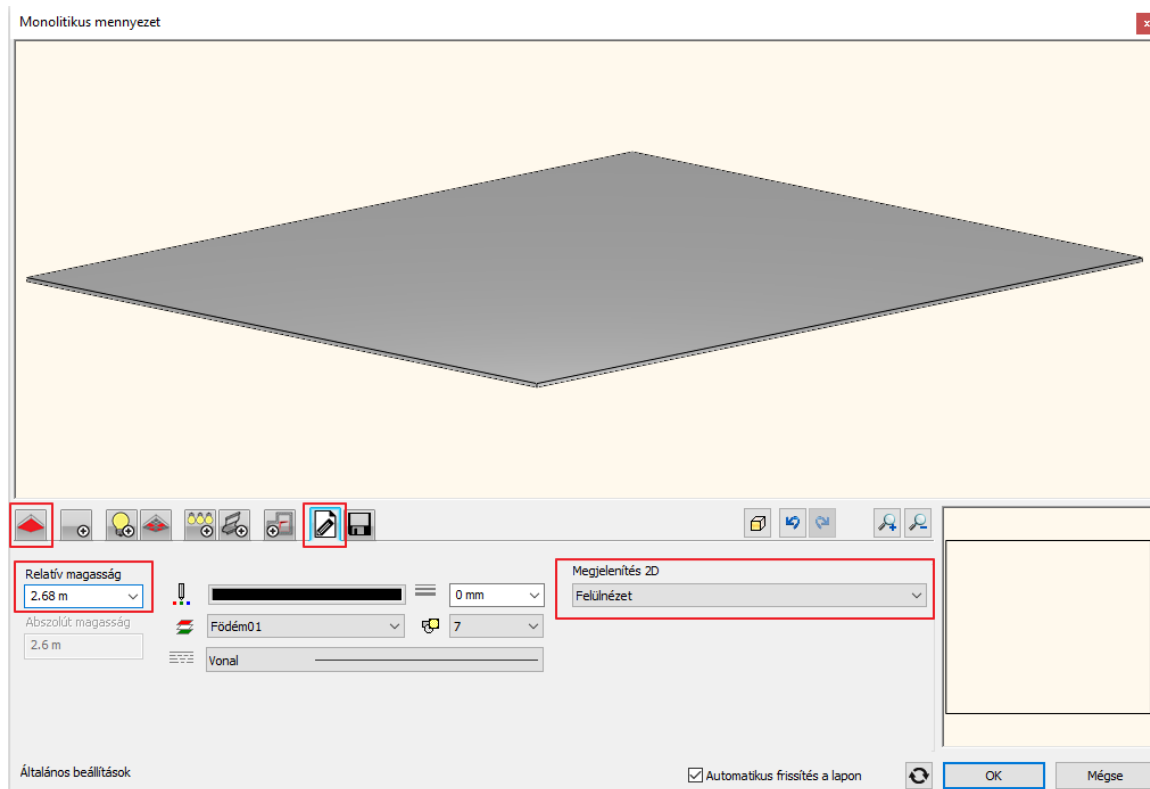 Monolitikus mennyezet
Relatív magasság
2.68 m
Abszolút magasság
2.6 m
0 mm
Födém01
7
Vonal
Megjelenítés 2D
Felülnézet
Általános beállítások
Automatikus frissítés a lapon
OK
Mégse